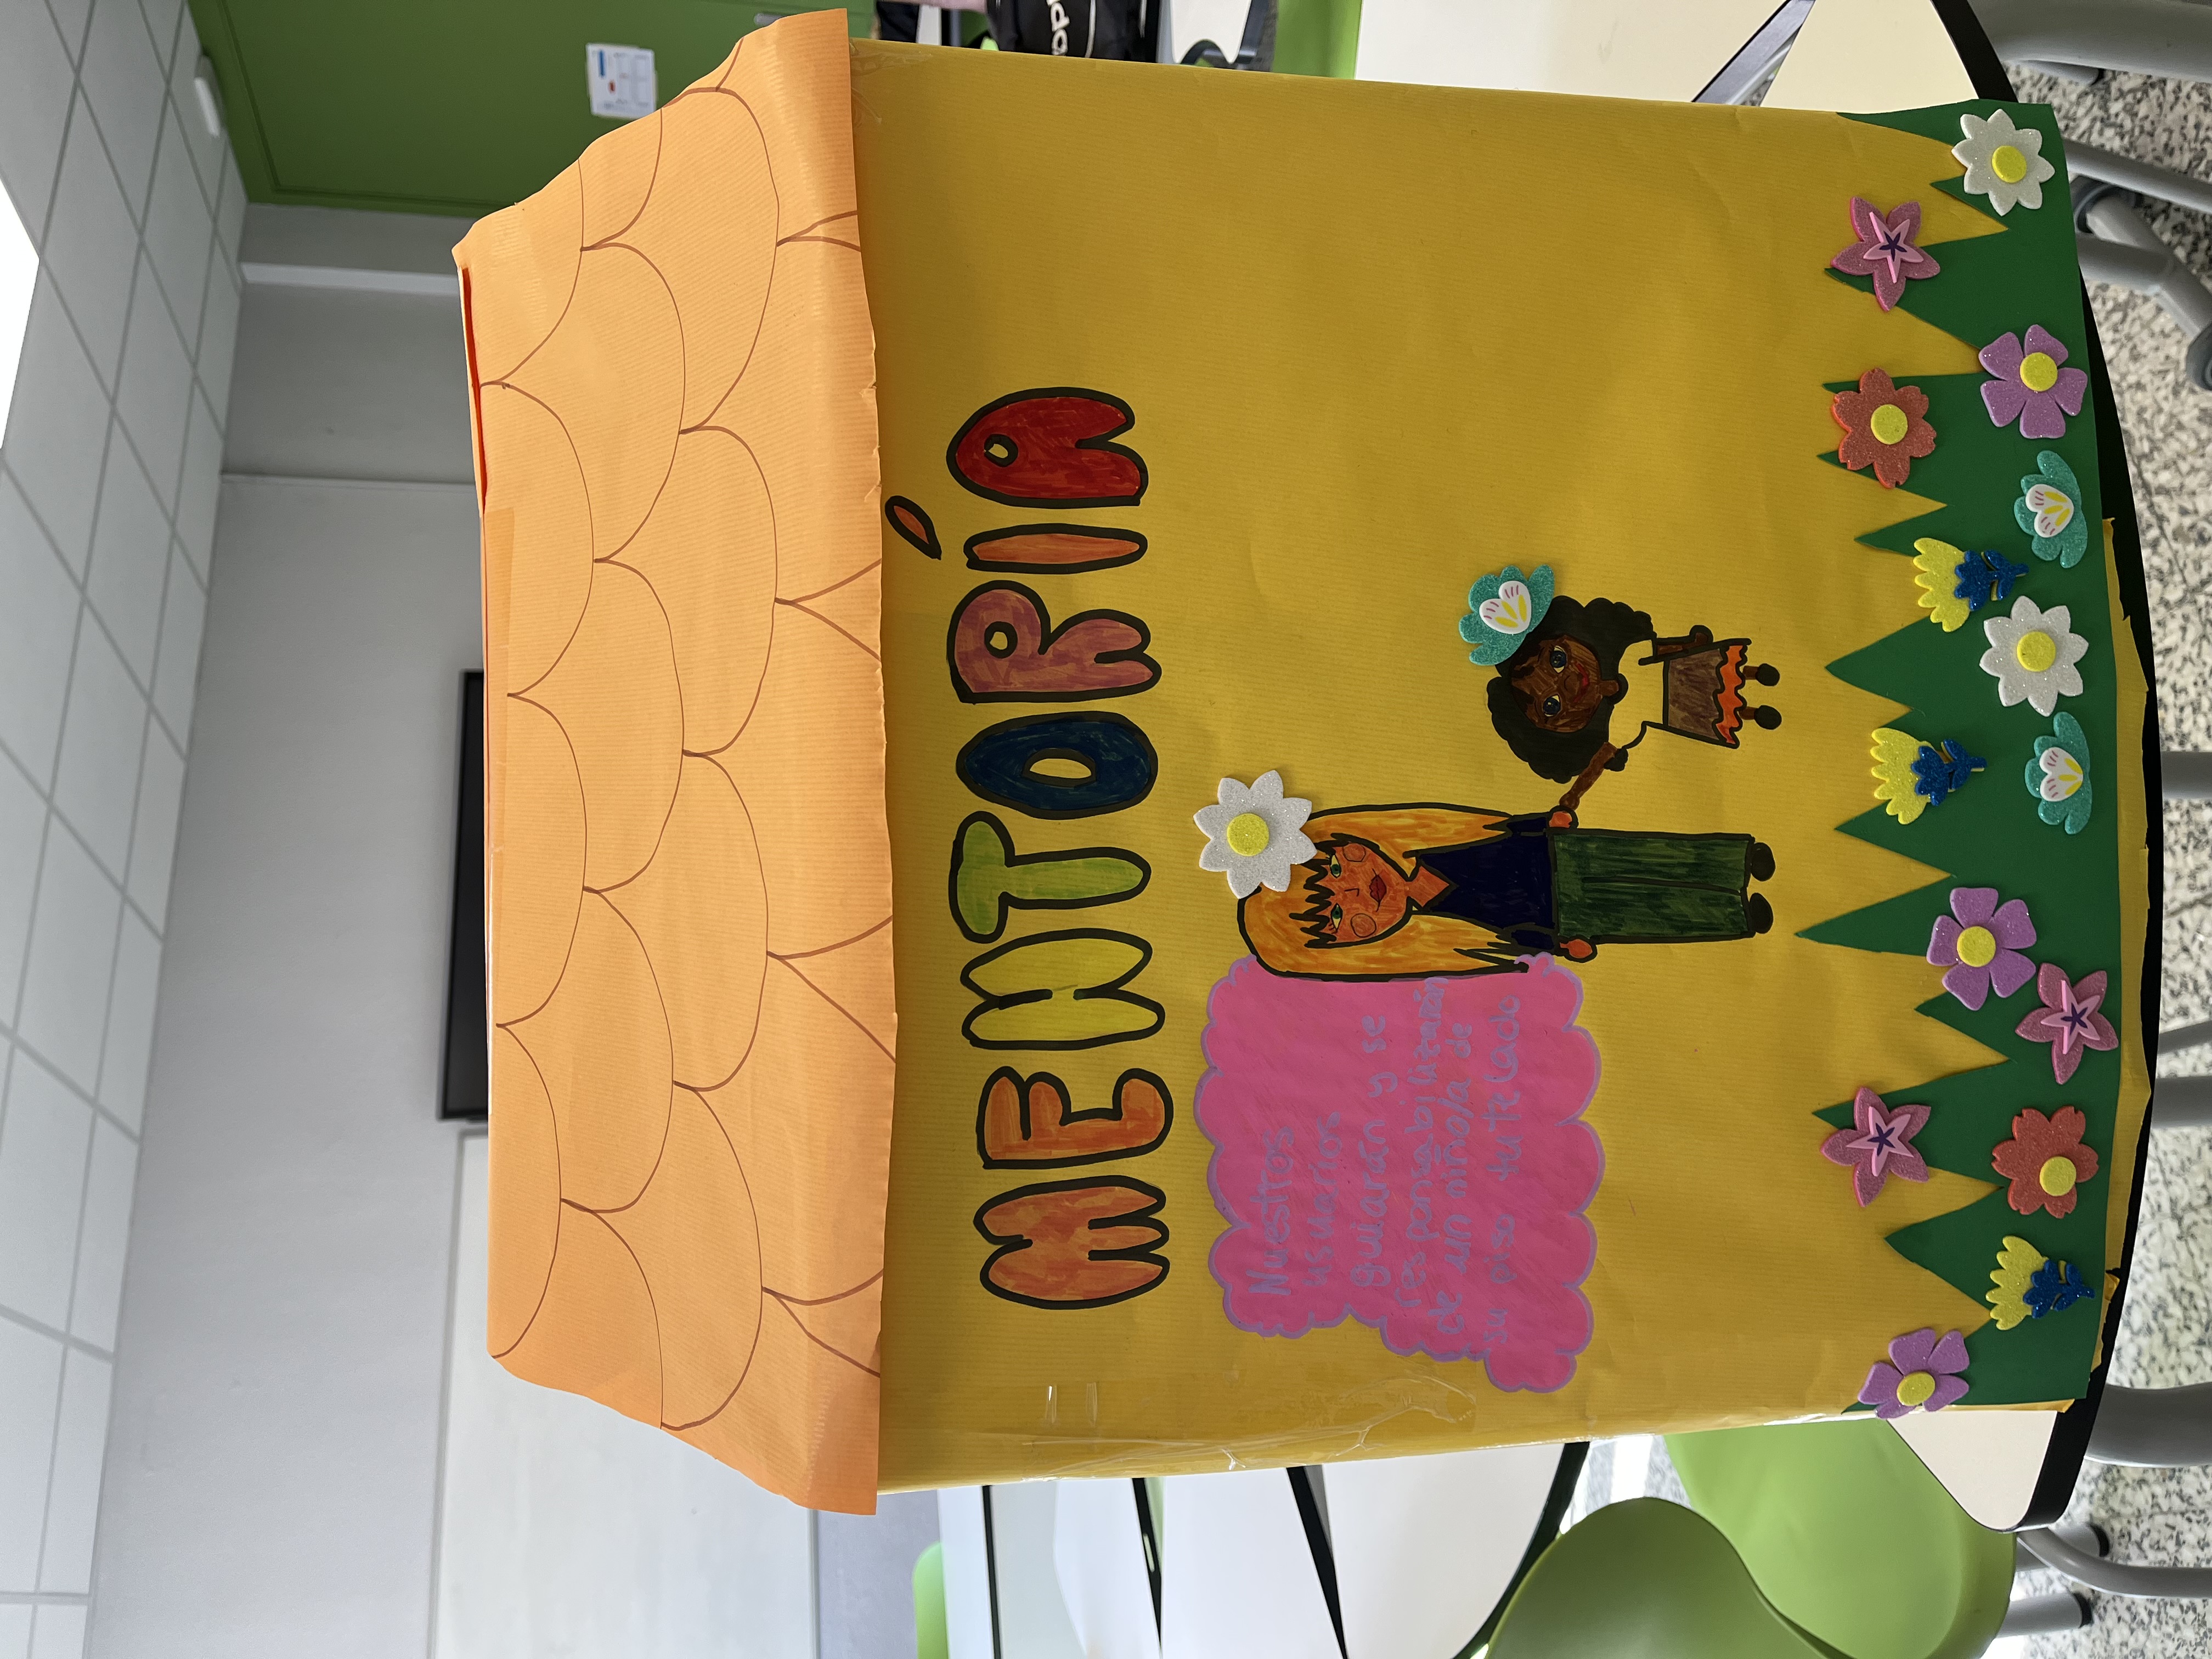 MENTORÍA
Nuestros
usuarios
guiarán y se
responsabilizarán
de un niño/a de
su piso tutelado